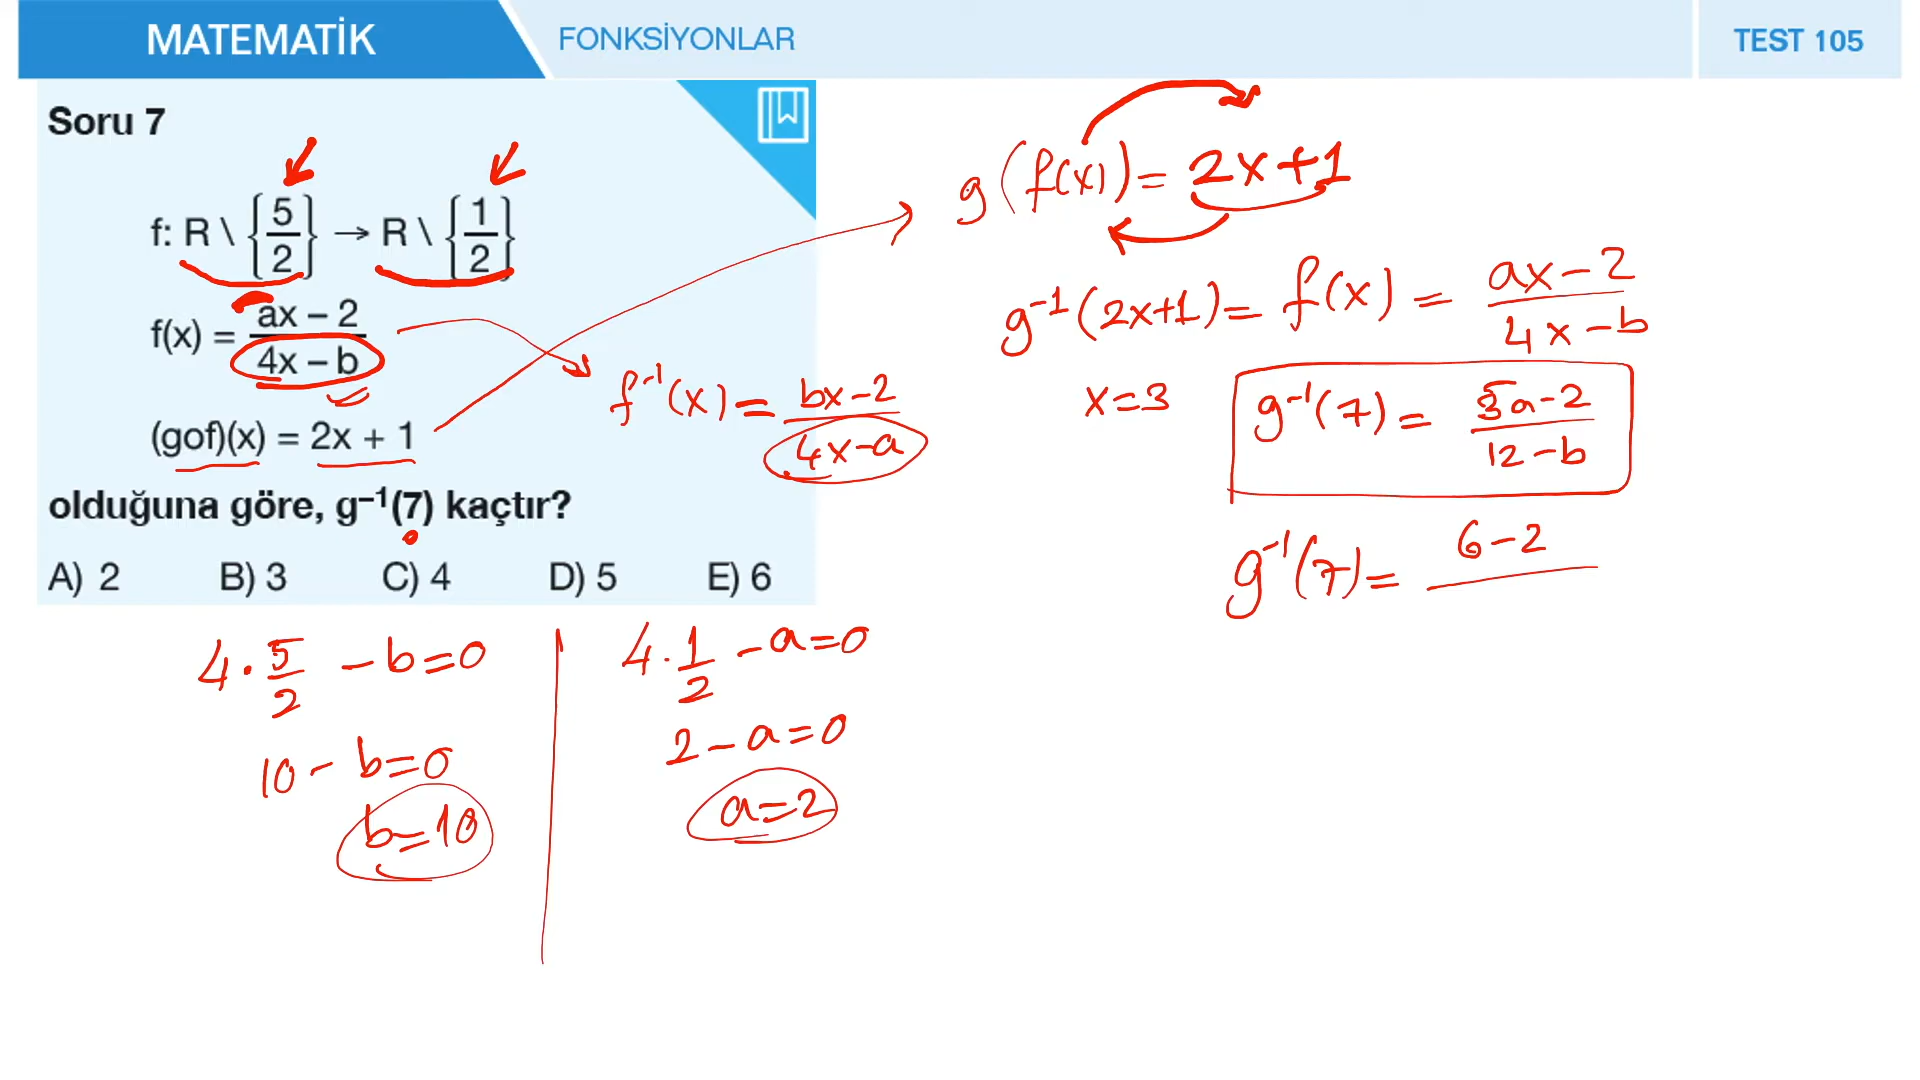 MATEMATİK
FONKSİYONLAR
TEST 105
Soru 7
f: R \ {5/2} → R \ {1/2}
f(x) = (ax – 2)/(4x – b)
(gof)(x) = 2x + 1
olduğuna göre, g⁻¹(7) kaçtır?
A) 2 B) 3 C) 4 D) 5 E) 6
f⁻¹(x) = (bx-2)/(4x-a)
4 · 5/2 - b = 0
10 - b = 0
b = 10
4 · 1/2 - a = 0
2 - a = 0
a = 2
g(f(x)) = 2x+1
g⁻¹(2x+1) = f(x) = (ax-2)/(4x-b)
x=3
g⁻¹(7) = (3a-2)/(12-b)
g⁻¹(7) = 6-2